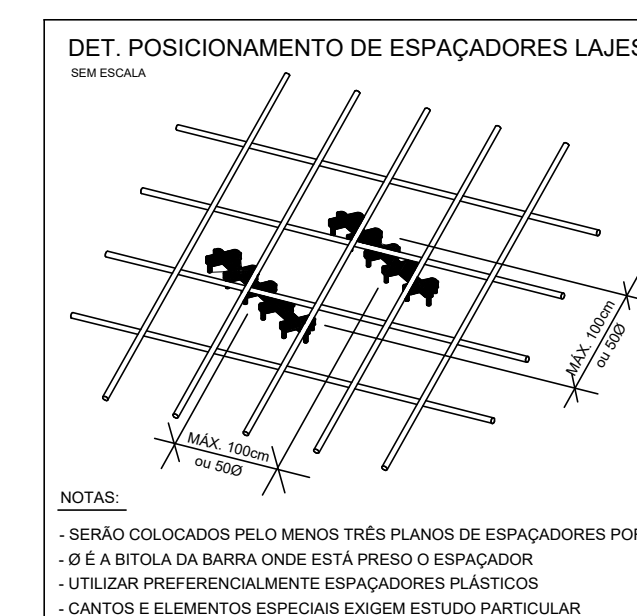 DET. POSICIONAMENTO DE ESPAÇADORES LAJES
SEM ESCALA
MÁX. 100cm
ou 50Ø
MÁX. 100cm
ou 50Ø
NOTAS:
- SERÃO COLOCADOS PELO MENOS TRÊS PLANOS DE ESPAÇADORES POR
- Ø É A BITOLA DA BARRA ONDE ESTÁ PRESO O ESPAÇADOR
- UTILIZAR PREFERENCIALMENTE ESPAÇADORES PLÁSTICOS
- CANTOS E ELEMENTOS ESPECIAIS EXIGEM ESTUDO PARTICULAR